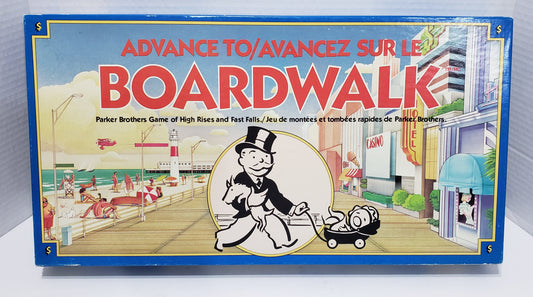 ADVANCE TO/AVANCEZ SUR LE
BOARDWALK
Parker Brothers Game of High Rises and Fast Falls./Jeu de montées et tombées rapides de Parker Brothers.
CASINO
HOTEL
$
$
$
$